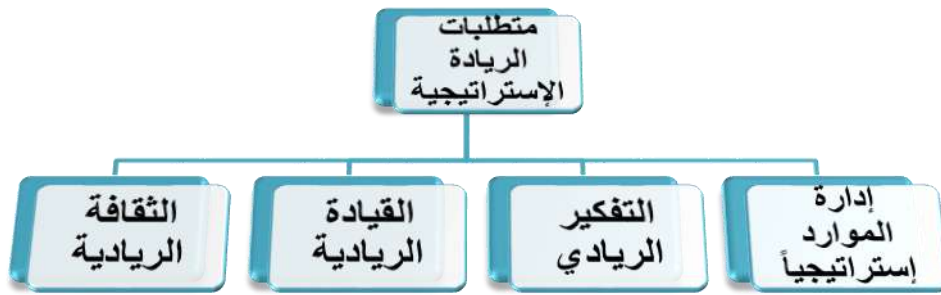 متطلبات
الريادة
الإستراتيجية
إدارة
الموارد
إستراتيجياً
التفكير
الريادي
القيادة
الريادية
الثقافة
الريادية